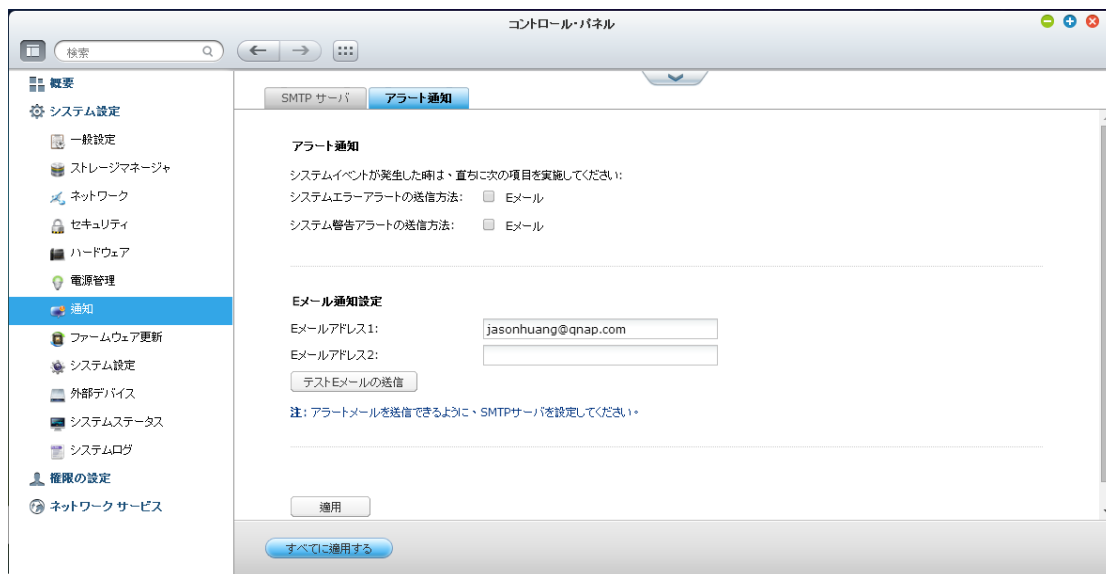 コントロール・パネル
検索
概要
システム設定
一般設定
ストレージマネージャ
ネットワーク
セキュリティ
ハードウェア
電源管理
通知
ファームウェア更新
システム設定
外部デバイス
システムステータス
システムログ
権限の設定
ネットワーク サービス
SMTP サーバ アラート通知
アラート通知
システムイベントが発生した時は、直ちに次の項目を実施してください:
システムエラーアラートの送信方法: Eメール
システム警告アラートの送信方法: Eメール
Eメール通知設定
Eメールアドレス1: jasonhuang@qnap.com
Eメールアドレス2:
テストEメールの送信
注: アラートメールを送信できるように、SMTPサーバを設定してください。
適用
すべてに適用する